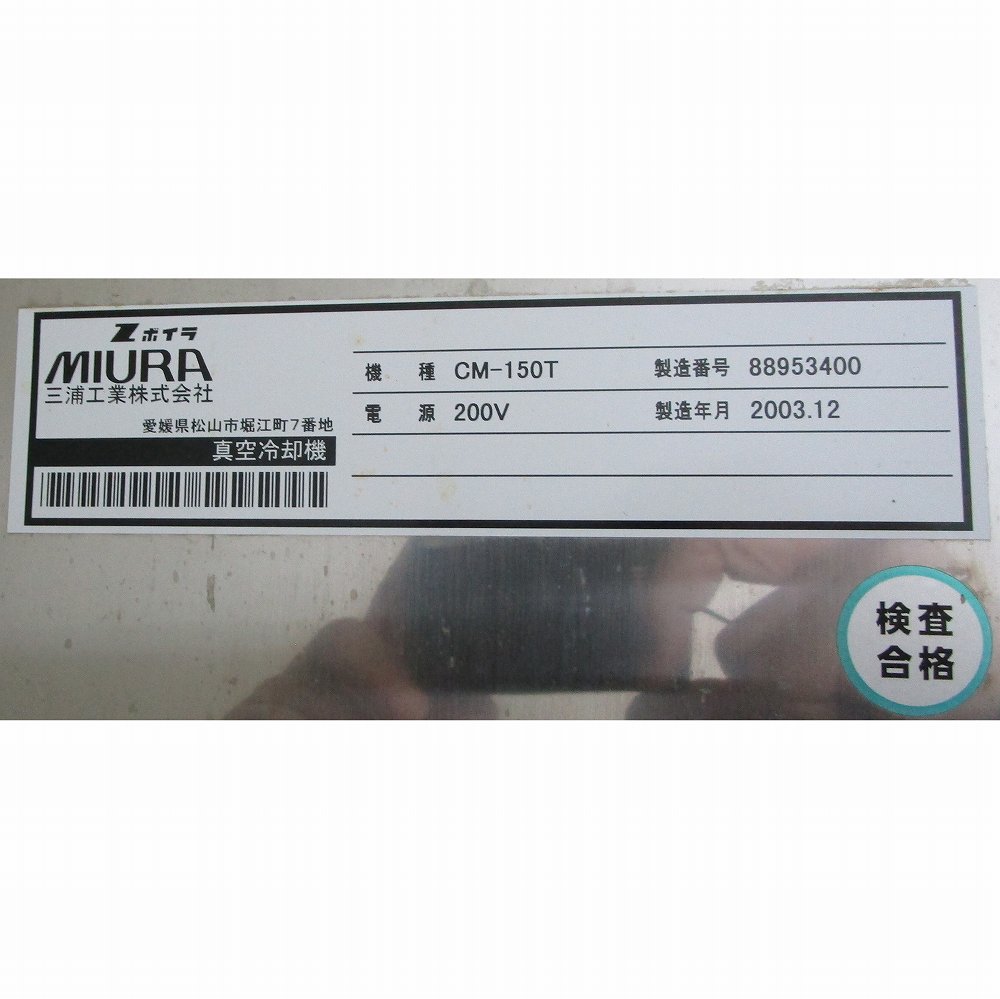 Zボイラ
MIURA
三浦工業株式会社
愛媛県松山市堀江町7番地
真空冷却機
機種 CM-150T 製造番号 88953400
電源 200V 製造年月 2003.12
検査
合格